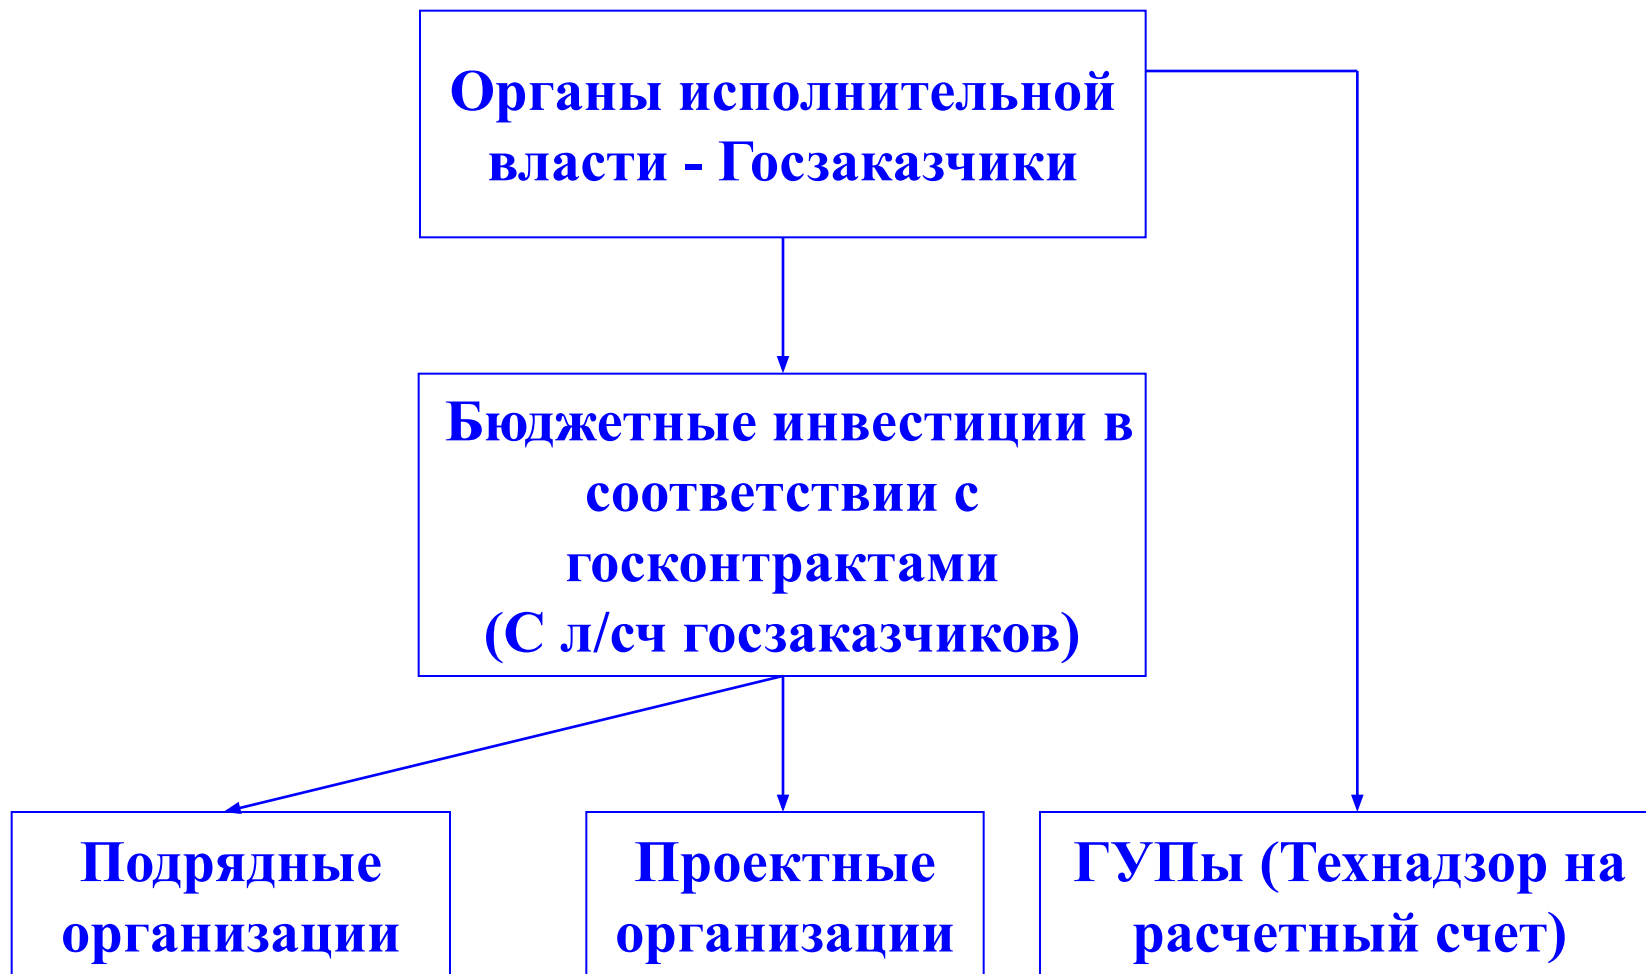 Органы исполнительной
власти - Госзаказчики
Бюджетные инвестиции в
соответствии с
госконтрактами
(С л/сч госзаказчиков)
Подрядные
организации
Проектные
организации
ГУПы (Технадзор на
расчетный счет)